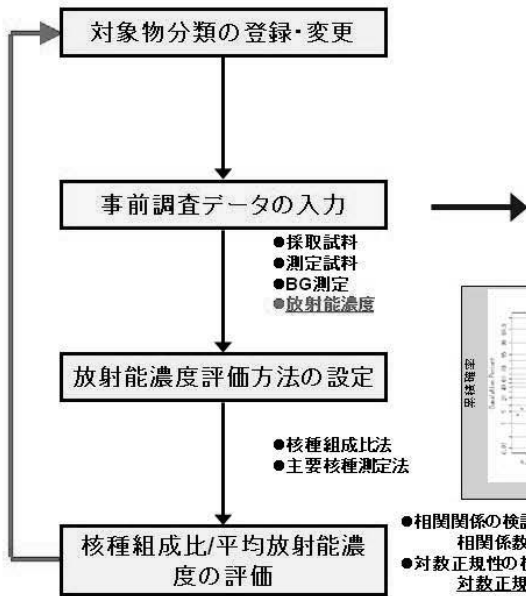 対象物分類の登録・変更
事前調査データの入力
●採取試料
●測定試料
●BG測定
●放射能濃度
放射能濃度評価方法の設定
累積確率
●核種組成比法
●主要核種測定法
核種組成比/平均放射能濃
度の評価
●相関関係の検
相関係数
●対数正規性の
対数正規